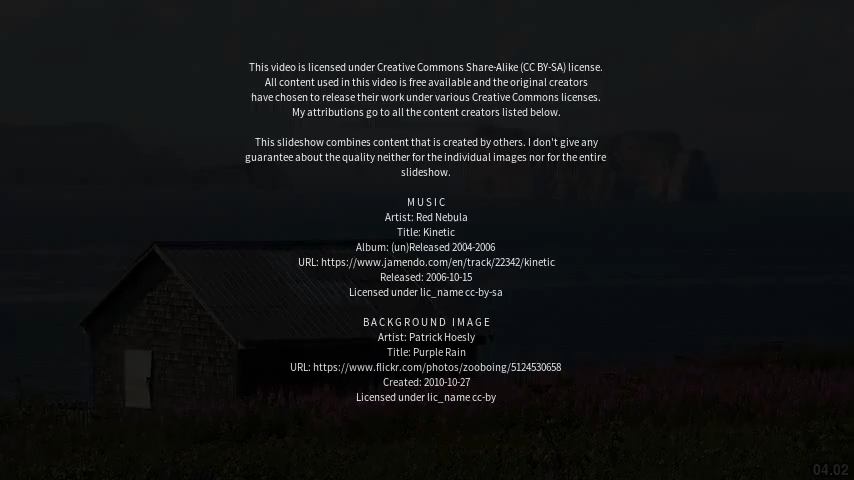 This video is licensed under Creative Commons Share-Alike (CC BY-SA) license.
All content used in this video is free available and the original creators
have chosen to release their work under various Creative Commons licenses.
My attributions go to all the content creators listed below.
This slideshow combines content that is created by others. I don't give any
guarantee about the quality neither for the individual images nor for the entire
slideshow.
MUSIC
Artist: Red Nebula
Title: Kinetic
Album: (un)Released 2004-2006
URL: https://www.jamendo.com/en/track/22342/kinetic
Released: 2006-10-15
Licensed under lic_name cc-by-sa
BACKGROUND IMAGE
Artist: Patrick Hoesly
Title: Purple Rain
URL: https://www.flickr.com/photos/zooboing/5124530658
Created: 2010-10-27
Licensed under lic_name cc-by
04.02